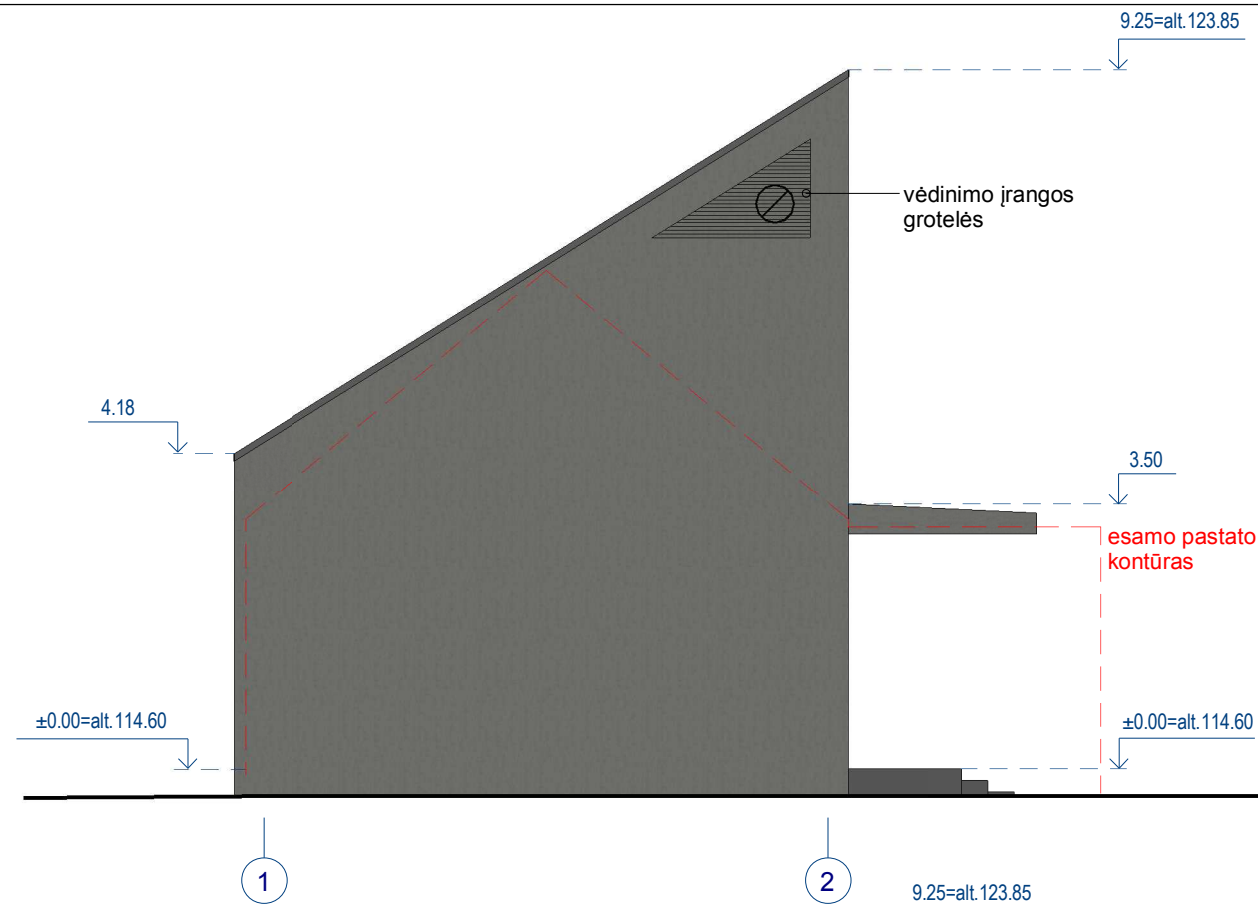 9.25=alt.123.85
vėdinimo įrangos
grotelės
4.18
3.50
esamo pastato
kontūras
±0.00=alt.114.60
±0.00=alt.114.60
1
2
9.25=alt.123.85